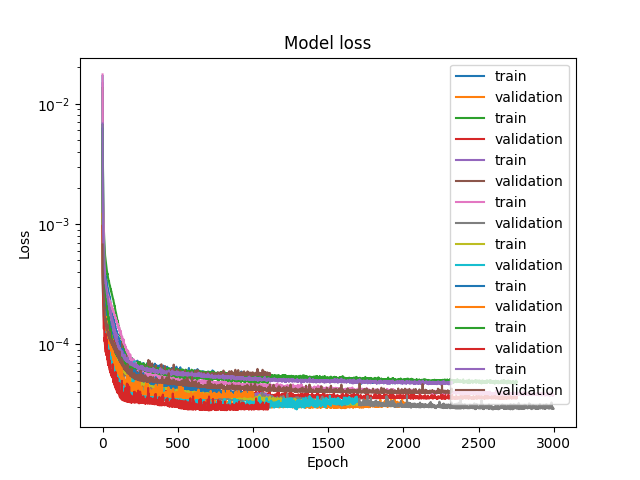 Model loss
Loss
10⁻²
10⁻³
10⁻⁴
0
500
1000
1500
2000
2500
3000
Epoch
train
validation
train
validation
train
validation
train
validation
train
validation
train
validation
train
validation
train
validation